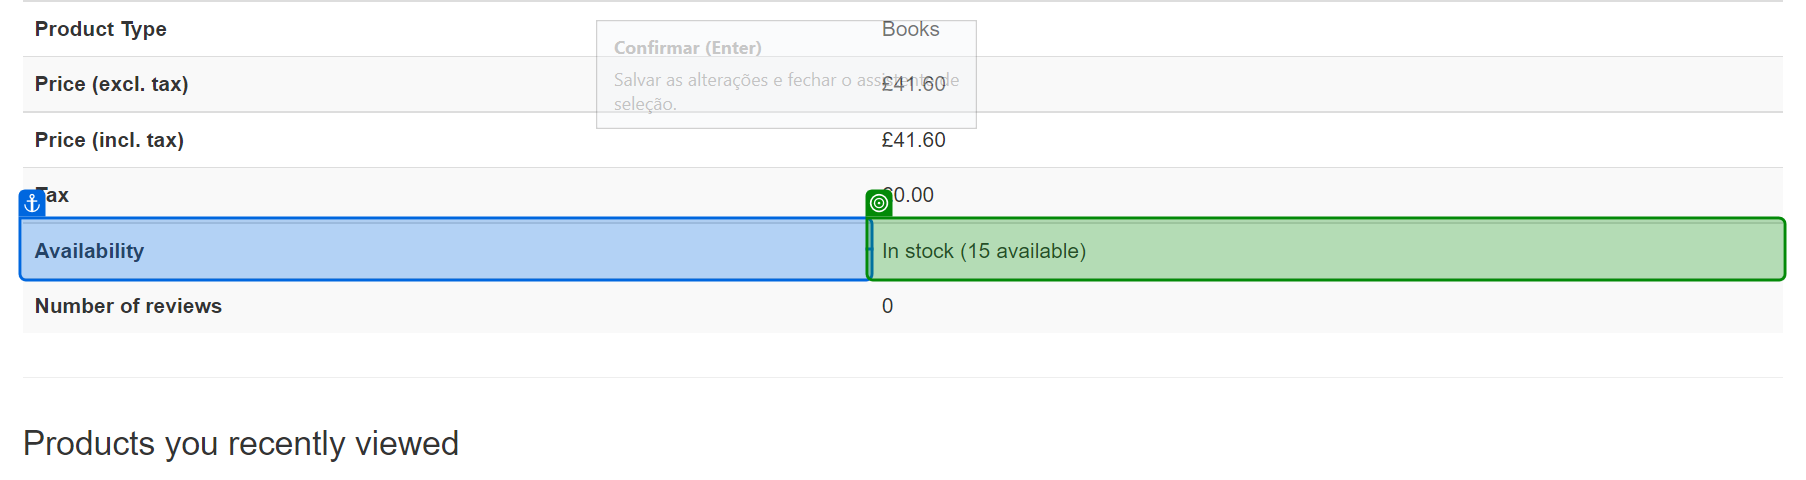 Product Type Books
Confirmar (Enter)
Salvar as alterações e fechar o assistente de
seleção.
Price (excl. tax) £41.60
Price (incl. tax) £41.60
Tax £0.00
Availability In stock (15 available)
Number of reviews 0
Products you recently viewed